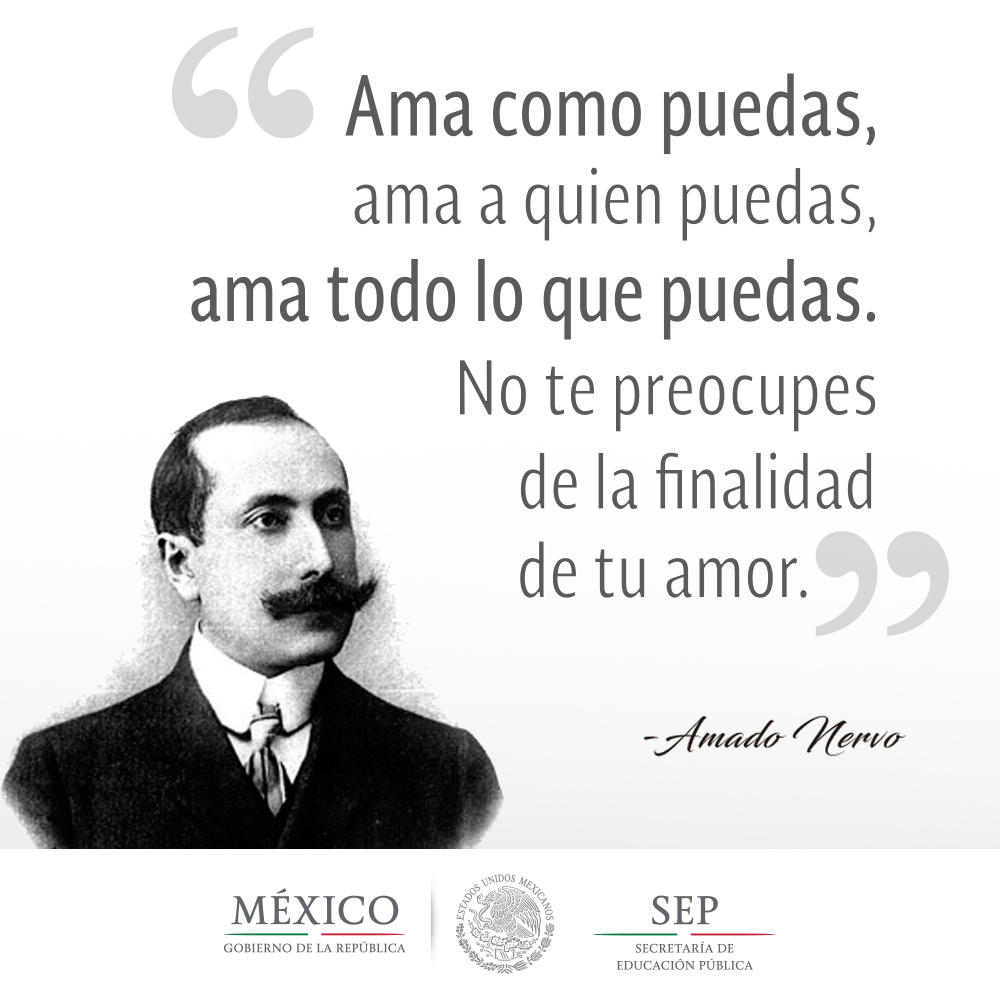 “Ama como puedas,
ama a quien puedas,
ama todo lo que puedas.
No te preocupes
de la finalidad
de tu amor.”
-Amado Nervo
MÉXICO
GOBIERNO DE LA REPÚBLICA
ESTADOS UNIDOS MEXICANOS
SEP
SECRETARÍA DE
EDUCACIÓN PÚBLICA